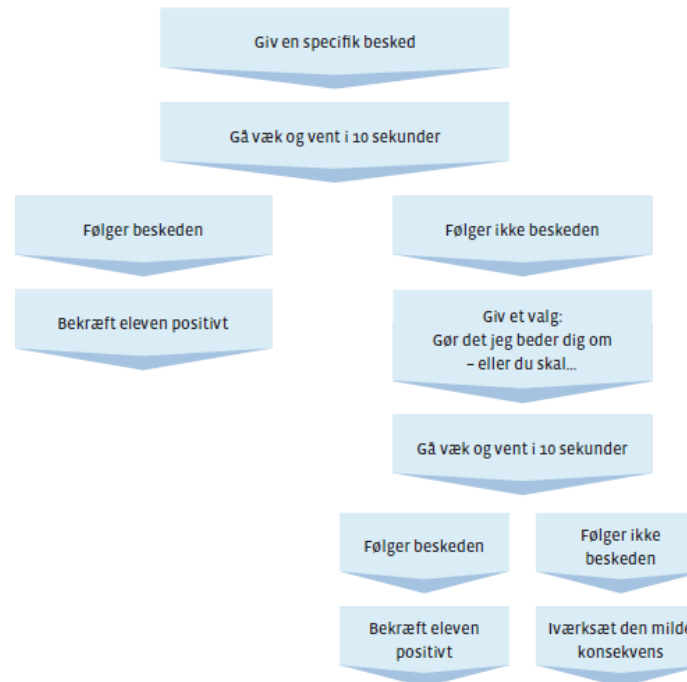 Giv en specifik besked
Gå væk og vent i 10 sekunder
Følger beskeden
Følger ikke beskeden
Bekræft eleven positivt
Giv et valg:
Gør det jeg beder dig om
– eller du skal...
Gå væk og vent i 10 sekunder
Følger beskeden
Følger ikke
beskeden
Bekræft eleven
positivt
Iværksæt den milde
konsekvens